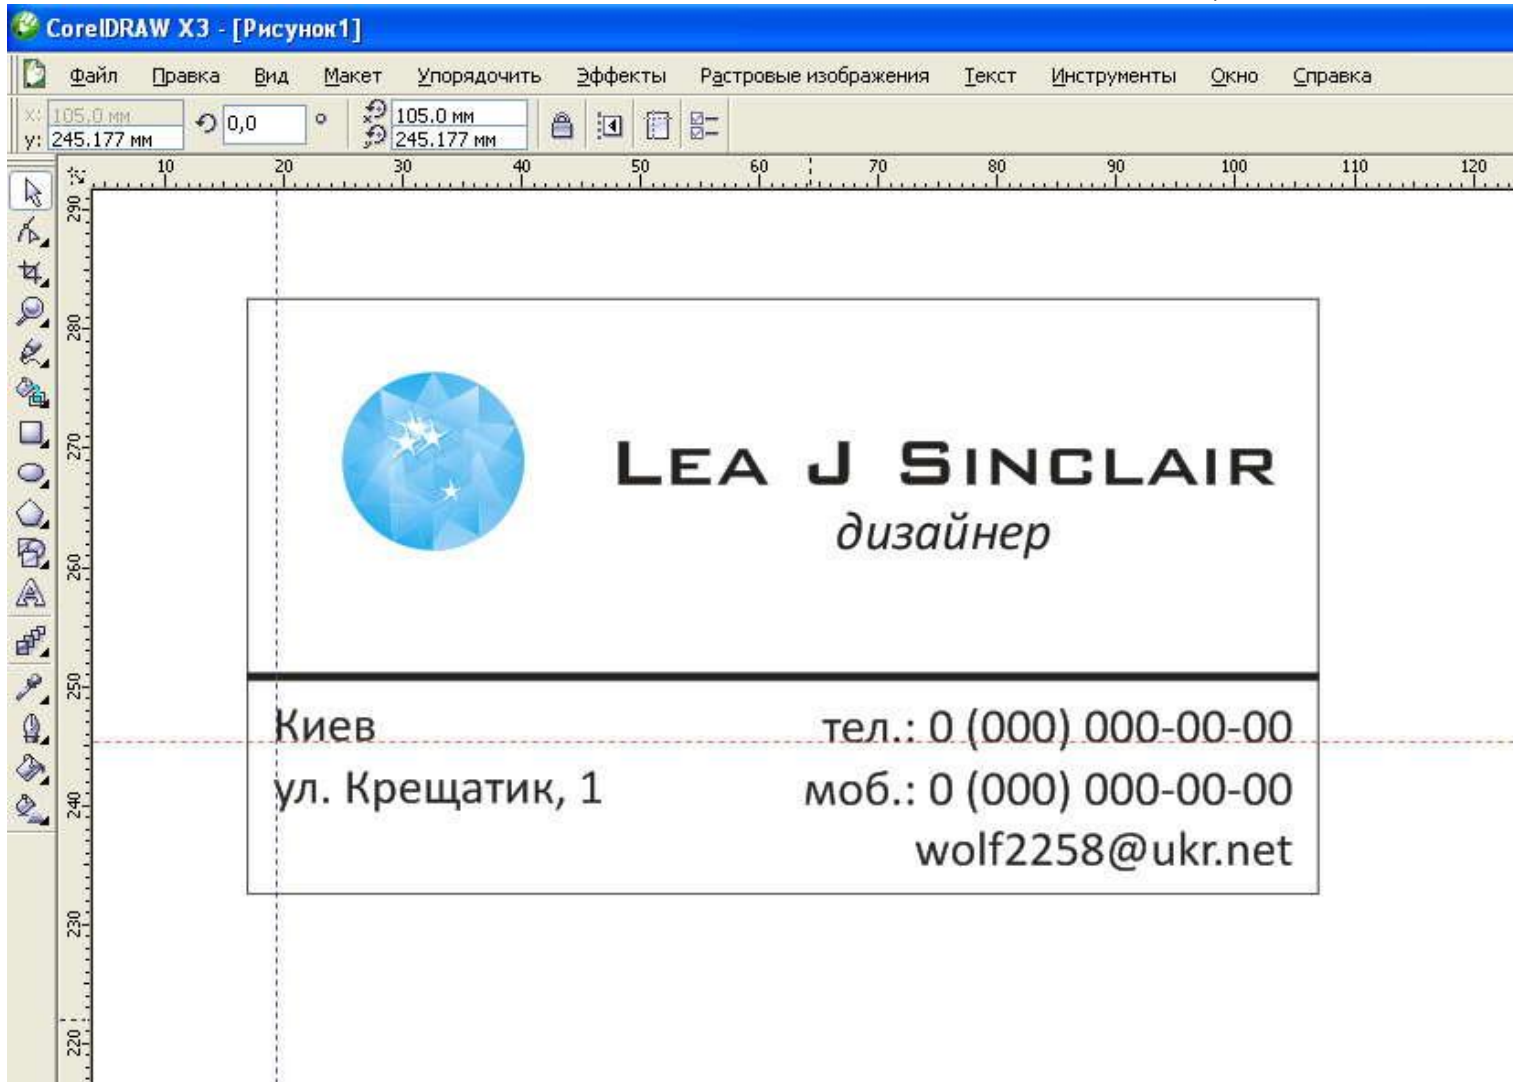 CorelDRAW X3 - [Рисунок1]
Файл Правка Вид Макет Упорядочить Эффекты Растровые изображения Текст Инструменты Окно Справка
x: 105.0 мм
y: 245.177 мм
0,0 °
x 105.0 мм
y 245.177 мм
10 20 30 40 50 60 70 80 90 100 110 120
290
280
270
260
250
240
230
220
LEA J SINCLAIR
дизайнер
Киев
тел.: 0 (000) 000-00-00
ул. Крещатик, 1
моб.: 0 (000) 000-00-00
wolf2258@ukr.net